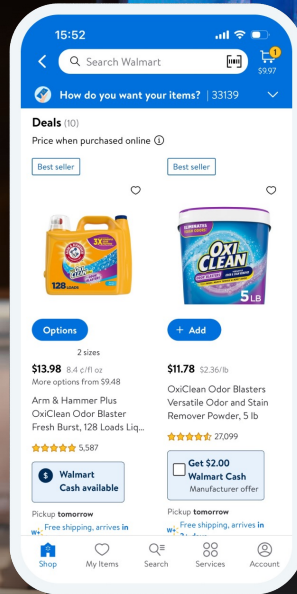 15:52
Search Walmart
1
$9.97
How do you want your items? | 33139
Deals (10)
Price when purchased online
Best seller
Best seller
ARM & HAMMER
3X
128 LOADS
ELIMINATES
OXI
CLEAN
5 LB
Options
+ Add
2 sizes
$13.98 8.4 ¢/fl oz
More options from $9.48
Arm & Hammer Plus
OxiClean Odor Blaster
Fresh Burst, 128 Loads Liq...
5,587
$ Walmart
Cash available
Pickup tomorrow
W+ Free shipping, arrives in
$11.78 $2.36/lb
OxiClean Odor Blasters
Versatile Odor and Stain
Remover Powder, 5 lb
27,099
Get $2.00
Walmart Cash
Manufacturer offer
Pickup tomorrow
W+ Free shipping, arrives in
Shop
My Items
Search
Services
Account